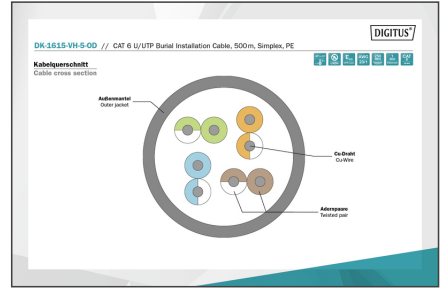 DIGITUS®
DK-1615-VH-5-OD // CAT 6 U/UTP Burial Installation Cable, 500m, Simplex, PE
Kabelquerschnitt
Cable cross section
Außenmantel
Outer jacket
Cu-Draht
Cu-Wire
Adernpaare
Twisted pair